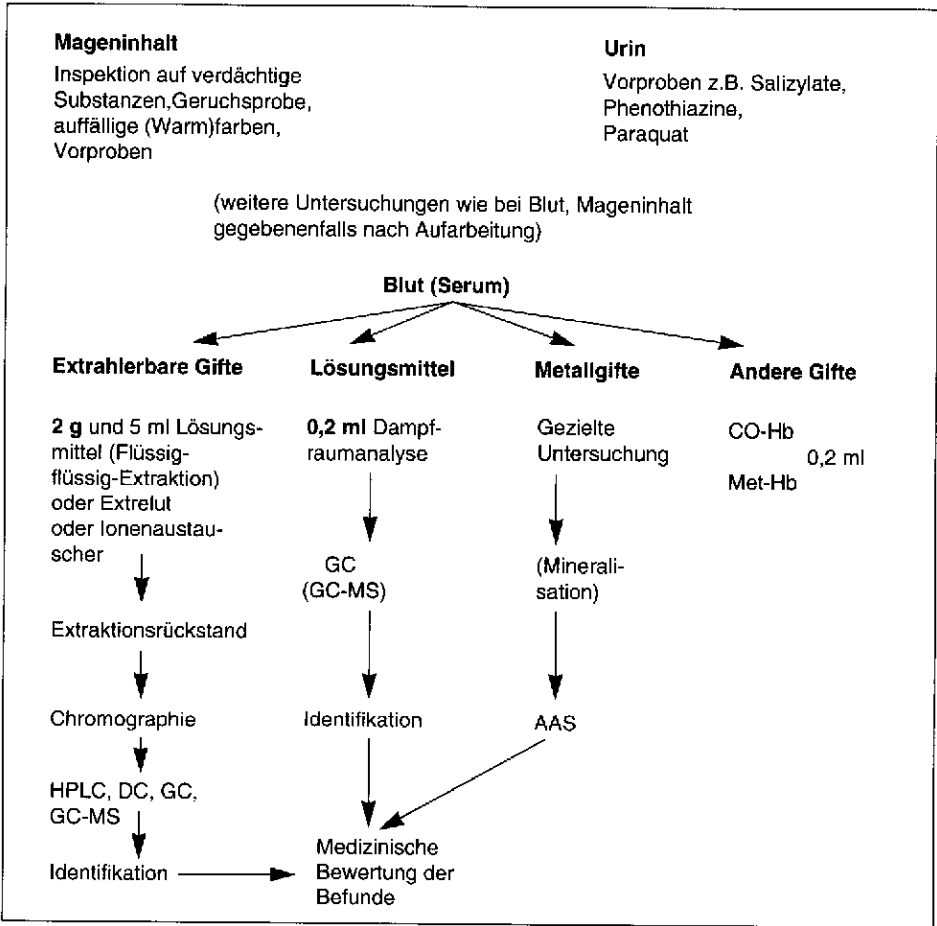 Mageninhalt
Inspektion auf verdächtige
Substanzen,Geruchsprobe,
auffällige (Warm)farben,
Vorproben
Urin
Vorproben z.B. Salizylate,
Phenothiazine,
Paraquat
(weitere Untersuchungen wie bei Blut, Mageninhalt
gegebenenfalls nach Aufarbeitung)
Blut (Serum)
Extrahlerbare Gifte
2 g und 5 ml Lösungs-
mittel (Flüssig-
flüssig-Extraktion)
oder Extrelut
oder Ionenaustau-
scher
Extraktionsrückstand
Chromographie
HPLC, DC, GC,
GC-MS
Identifikation
Lösungsmittel
0,2 ml Dampf-
raumanalyse
GC
(GC-MS)
Identifikation
Medizinische
Bewertung der
Befunde
Metallgifte
Gezielte
Untersuchung
(Minerali-
sation)
AAS
Andere Gifte
CO-Hb
0,2 ml
Met-Hb